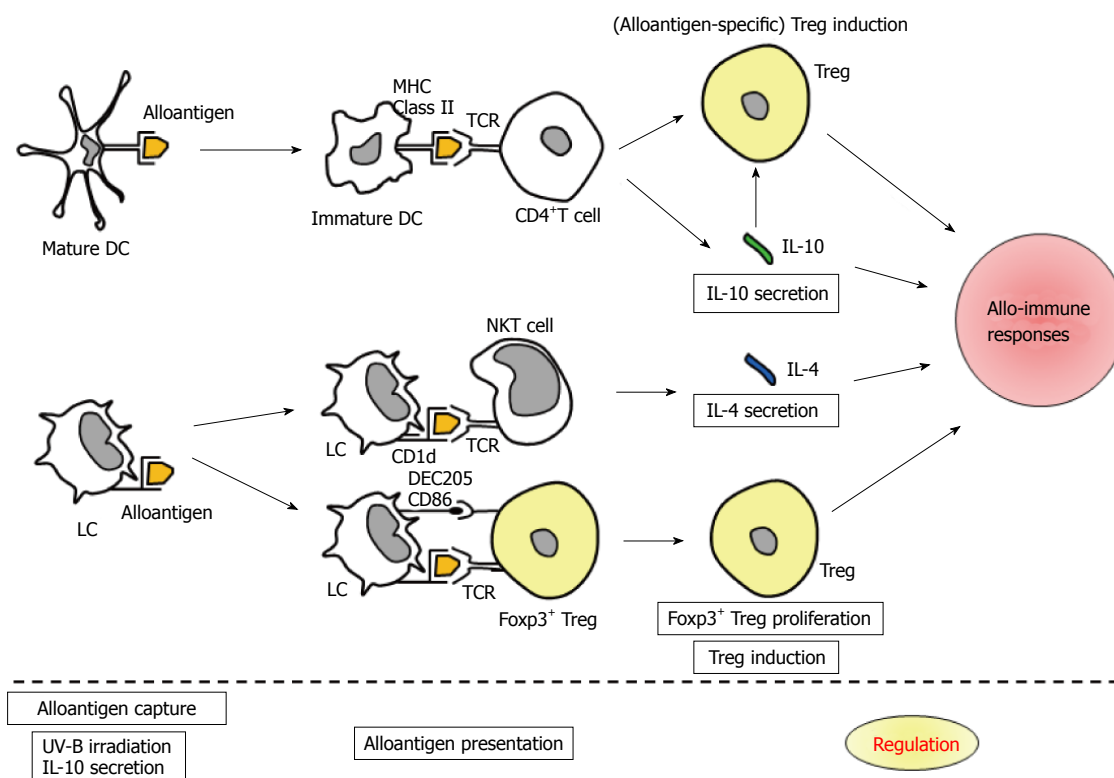 (Alloantigen-specific) Treg induction
Treg
MHC
Class II
TCR
Alloantigen
Immature DC
CD4⁺T cell
Mature DC
IL-10
IL-10 secretion
Allo-immune
responses
NKT cell
IL-4
IL-4 secretion
LC
CD1d
TCR
DEC205
CD86
Alloantigen
LC
LC
TCR
Foxp3⁺ Treg
Treg
Foxp3⁺ Treg proliferation
Treg induction
Alloantigen capture
UV-B irradiation
IL-10 secretion
Alloantigen presentation
Regulation